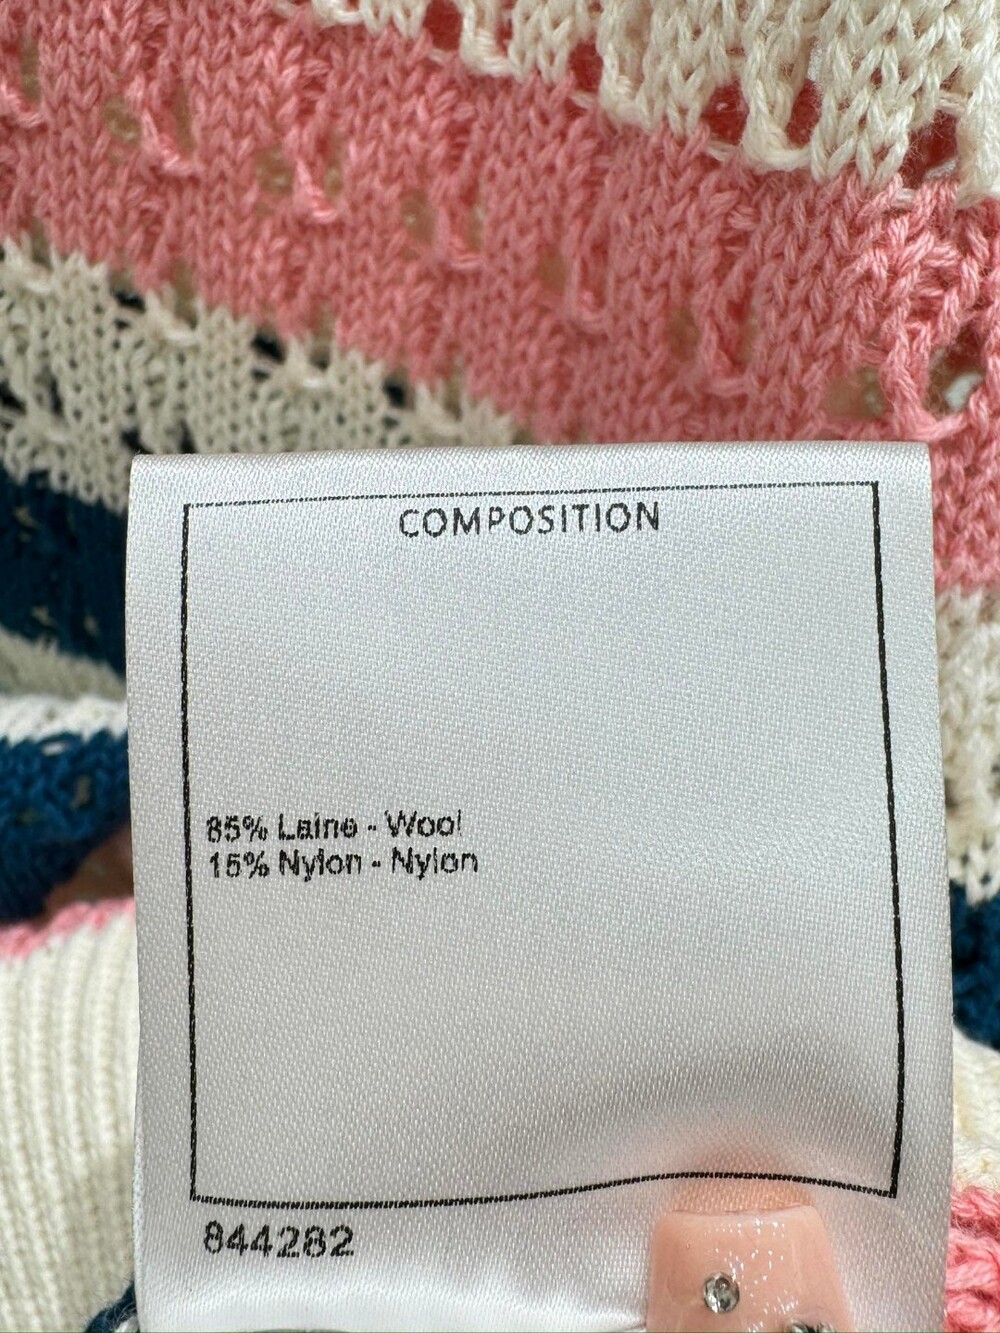 COMPOSITION
85% Laine - Wool
15% Nylon - Nylon
844282